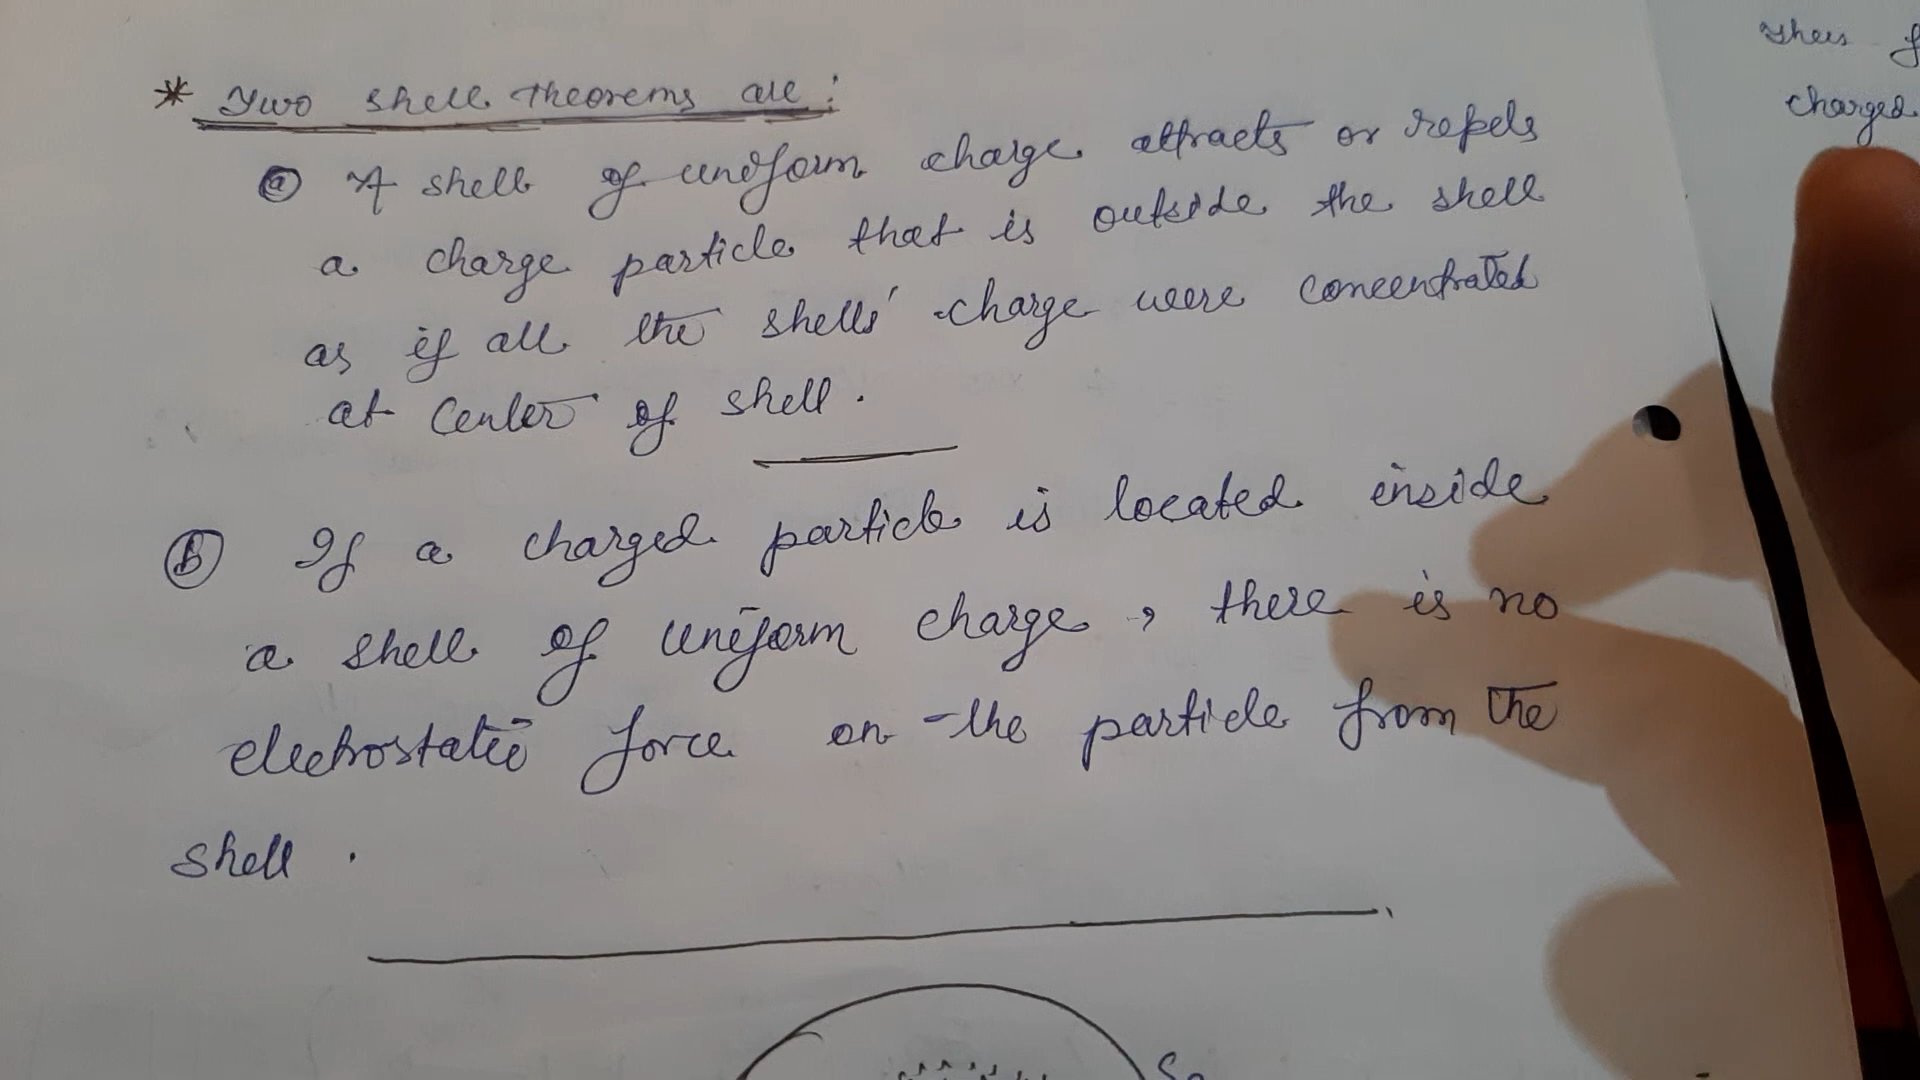 * Two shell theorems are:
ⓐ A shell of uniform charge attracts or repels
a charge particle that is outside the shell
as if all the shells' charge were concentrated
at center of shell.
ⓑ If a charged particle is located inside
a shell of uniform charge, there is no
electrostatic force on the particle from the
shell.
charged